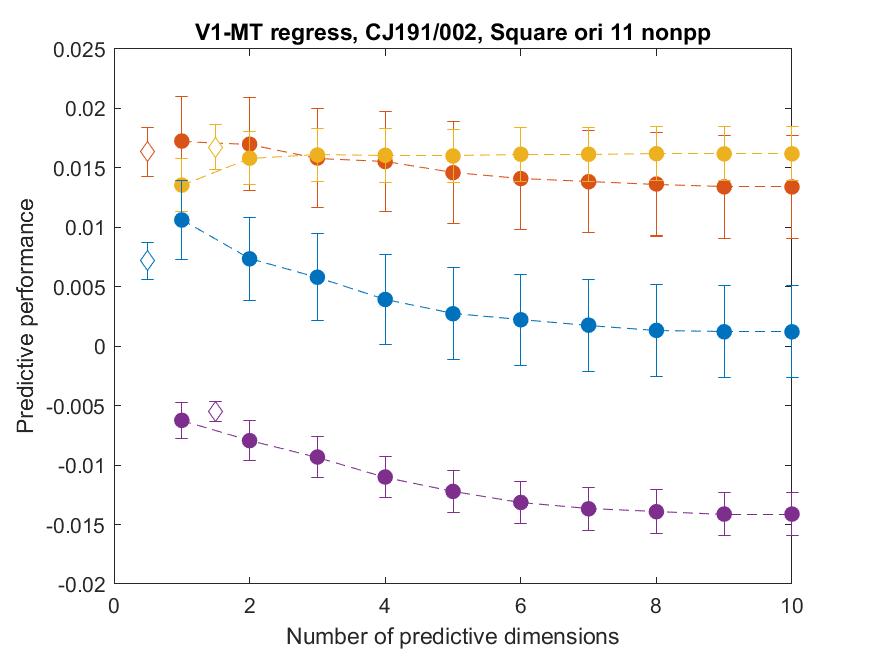 V1-MT regress, CJ191/002, Square ori 11 nonpp
0.025
0.02
0.015
0.01
0.005
0
-0.005
-0.01
-0.015
-0.02
Predictive performance
0 2 4 6 8 10
Number of predictive dimensions